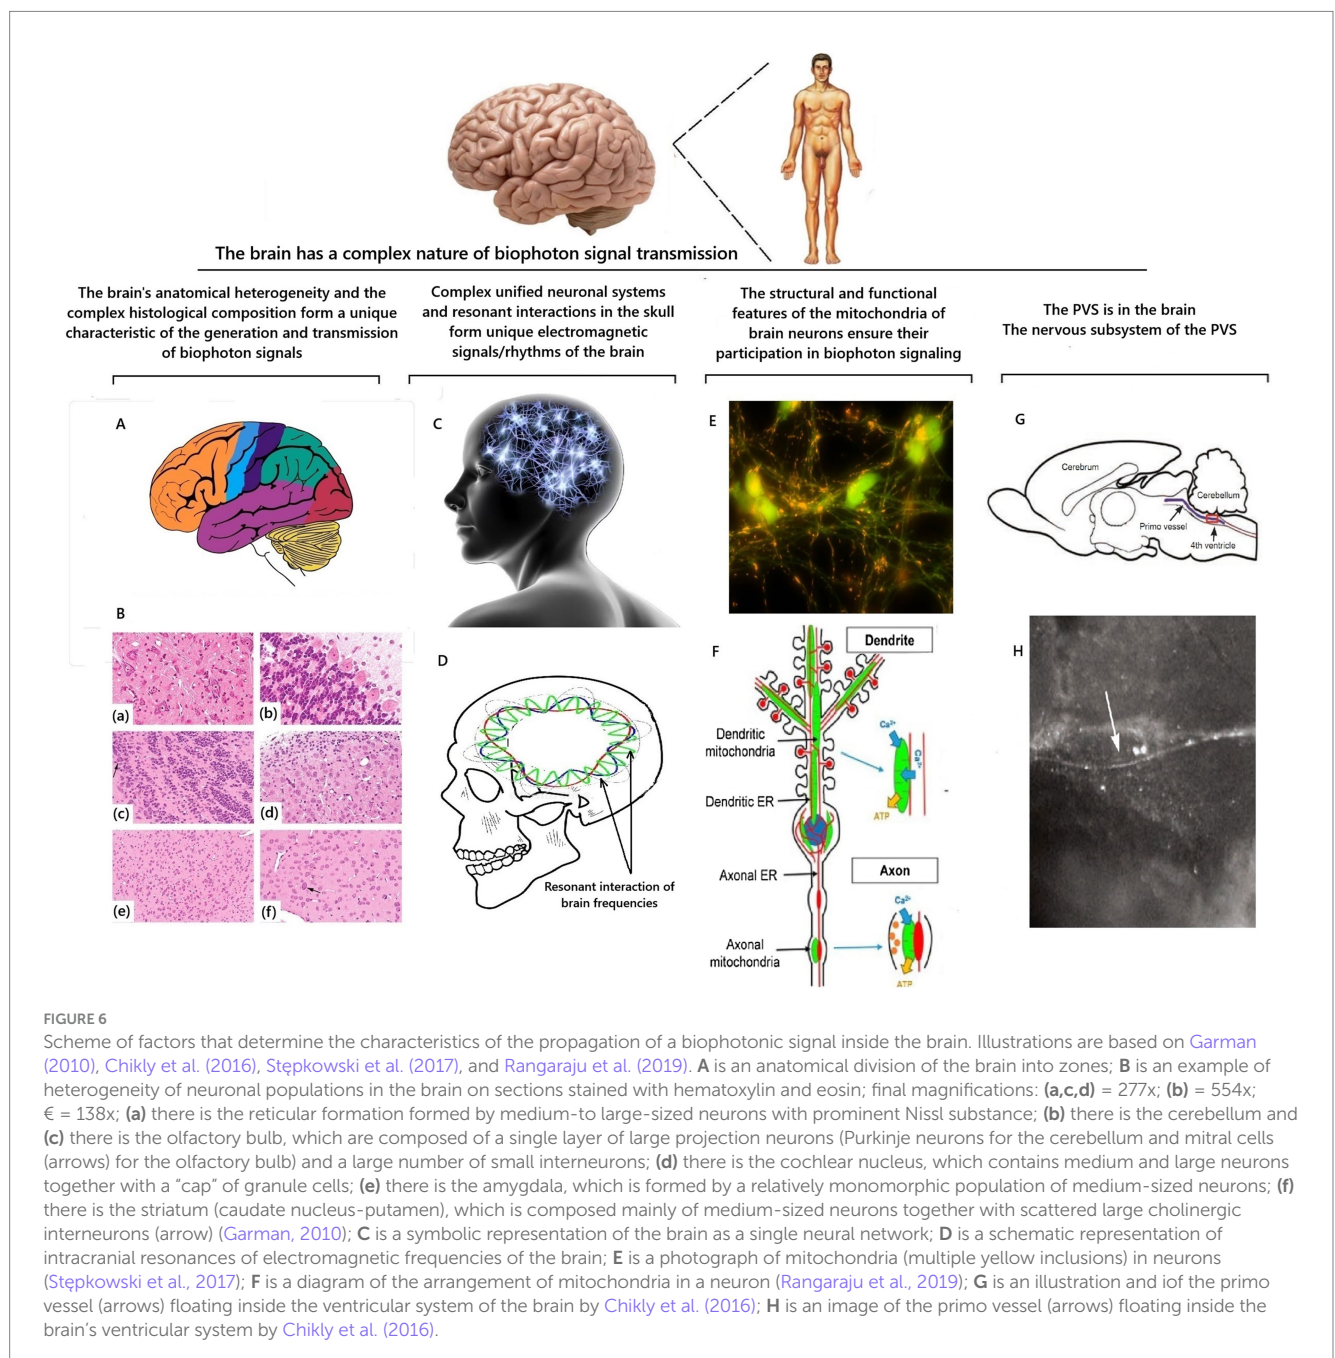 The brain has a complex nature of biophoton signal transmission
The brain's anatomical heterogeneity and the
complex histological composition form a unique
characteristic of the generation and transmission
of biophoton signals
Complex unified neuronal systems
and resonant interactions in the skull
form unique electromagnetic
signals/rhythms of the brain
The structural and functional
features of the mitochondria of
brain neurons ensure their
participation in biophoton signaling
The PVS is in the brain
The nervous subsystem of the PVS
A
B
(a)
(b)
(c)
(d)
(e)
(f)
C
D
Resonant interaction of
brain frequencies
E
F
Dendrite
Dendritic
mitochondria
Ca²⁺
Ca²⁺
Dendritic ER
ATP
Axonal ER
Axon
Ca²⁺
Axonal
mitochondria
ATP
G
Cerebrum
Cerebellum
Primo vessel
4th ventricle
H
FIGURE 6
Scheme of factors that determine the characteristics of the propagation of a biophotonic signal inside the brain. Illustrations are based on Garman
(2010), Chikly et al. (2016), Stępkowski et al. (2017), and Rangaraju et al. (2019). A is an anatomical division of the brain into zones; B is an example of
heterogeneity of neuronal populations in the brain on sections stained with hematoxylin and eosin; final magnifications: (a,c,d) = 277x; (b) = 554x;
€ = 138x; (a) there is the reticular formation formed by medium-to large-sized neurons with prominent Nissl substance; (b) there is the cerebellum and
(c) there is the olfactory bulb, which are composed of a single layer of large projection neurons (Purkinje neurons for the cerebellum and mitral cells
(arrows) for the olfactory bulb) and a large number of small interneurons; (d) there is the cochlear nucleus, which contains medium and large neurons
together with a “cap” of granule cells; (e) there is the amygdala, which is formed by a relatively monomorphic population of medium-sized neurons; (f)
there is the striatum (caudate nucleus-putamen), which is composed mainly of medium-sized neurons together with scattered large cholinergic
interneurons (arrow) (Garman, 2010); C is a symbolic representation of the brain as a single neural network; D is a schematic representation of
intracranial resonances of electromagnetic frequencies of the brain; E is a photograph of mitochondria (multiple yellow inclusions) in neurons
(Stępkowski et al., 2017); F is a diagram of the arrangement of mitochondria in a neuron (Rangaraju et al., 2019); G is an illustration and iof the primo
vessel (arrows) floating inside the ventricular system of the brain by Chikly et al. (2016); H is an image of the primo vessel (arrows) floating inside the
brain’s ventricular system by Chikly et al. (2016).